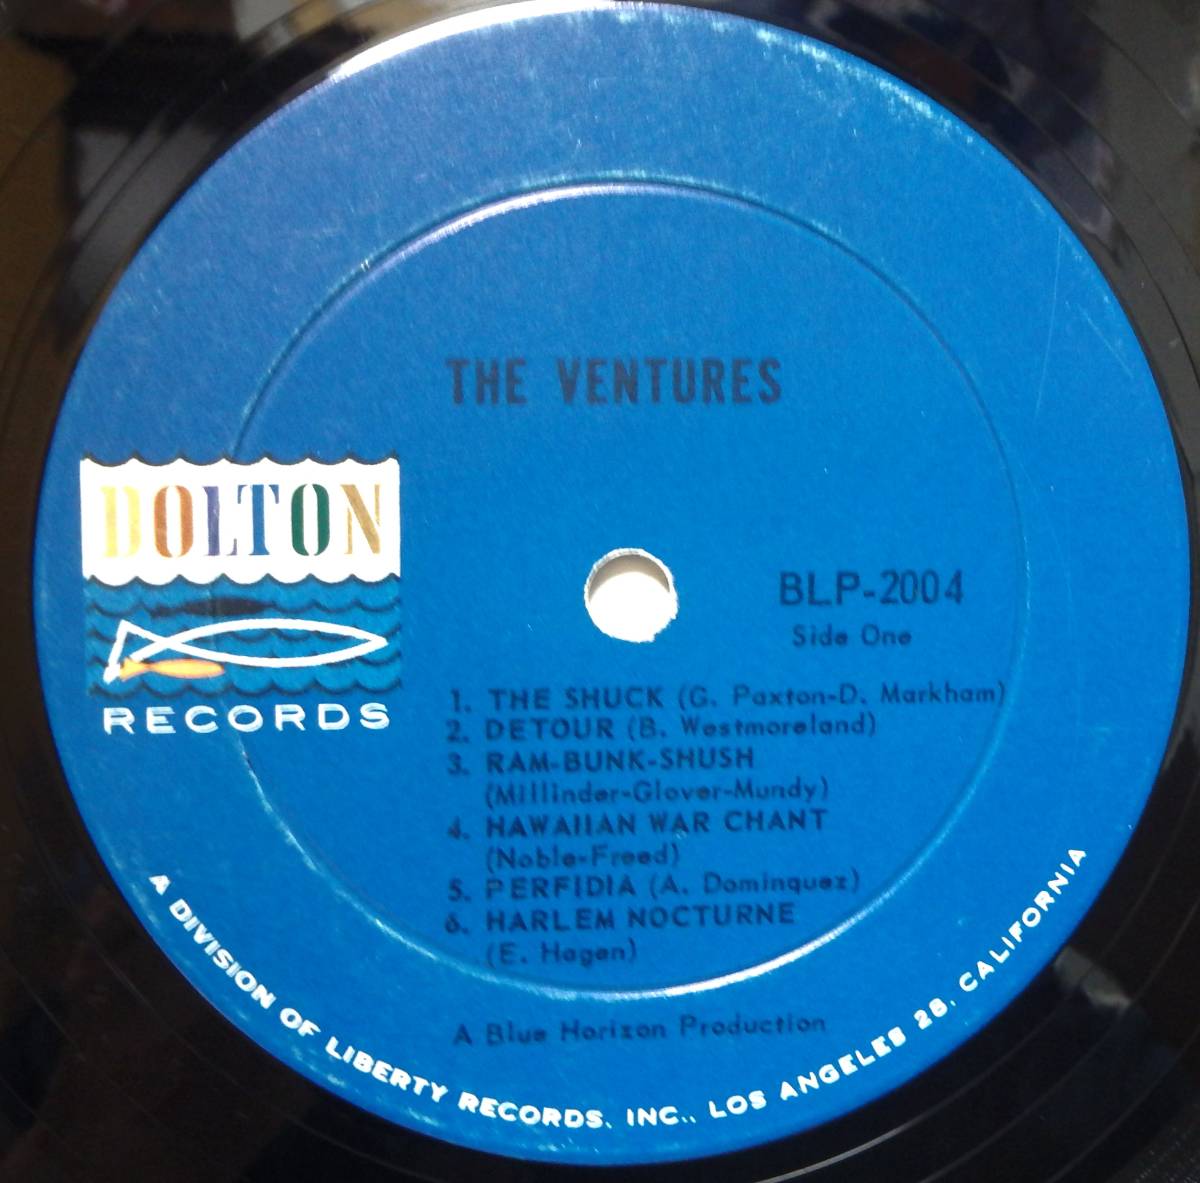 THE VENTURES
DOLTON
RECORDS
BLP-2004
Side One
1. THE SHUCK (G. Paxton-D. Markham)
2. DETOUR (B. Westmoreland)
3. RAM-BUNK-SHUSH
(Millinder-Glover-Mundy)
4. HAWAIIAN WAR CHANT
(Noble-Freed)
5. PERFIDIA (A. Dominquez)
6. HARLEM NOCTURNE
(E. Hagen)
A Blue Horizon Production
A DIVISION OF LIBERTY RECORDS, INC., LOS ANGELES 28, CALIFORNIA